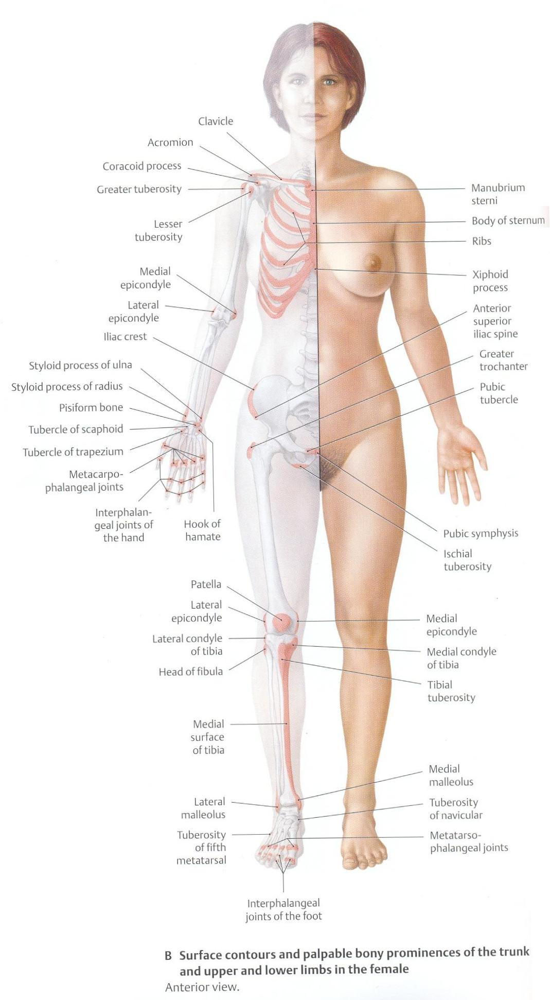 Clavicle
Acromion
Coracoid process
Greater tuberosity
Lesser
tuberosity
Medial
epicondyle
Lateral
epicondyle
Iliac crest
Styloid process of ulna
Styloid process of radius
Pisiform bone
Tubercle of scaphoid
Tubercle of trapezium
Metacarpo-
phalangeal joints
Interphalan-
geal joints of
the hand
Hook of
hamate
Manubrium
sterni
Body of sternum
Ribs
Xiphoid
process
Anterior
superior
iliac spine
Greater
trochanter
Pubic
tubercle
Pubic symphysis
Ischial
tuberosity
Patella
Lateral
epicondyle
Lateral condyle
of tibia
Head of fibula
Medial
surface
of tibia
Lateral
malleolus
Tuberosity
of fifth
metatarsal
Medial
epicondyle
Medial condyle
of tibia
Tibial
tuberosity
Medial
malleolus
Tuberosity
of navicular
Metatarso-
phalangeal joints
Interphalangeal
joints of the foot
B Surface contours and palpable bony prominences of the trunk
and upper and lower limbs in the female
Anterior view.